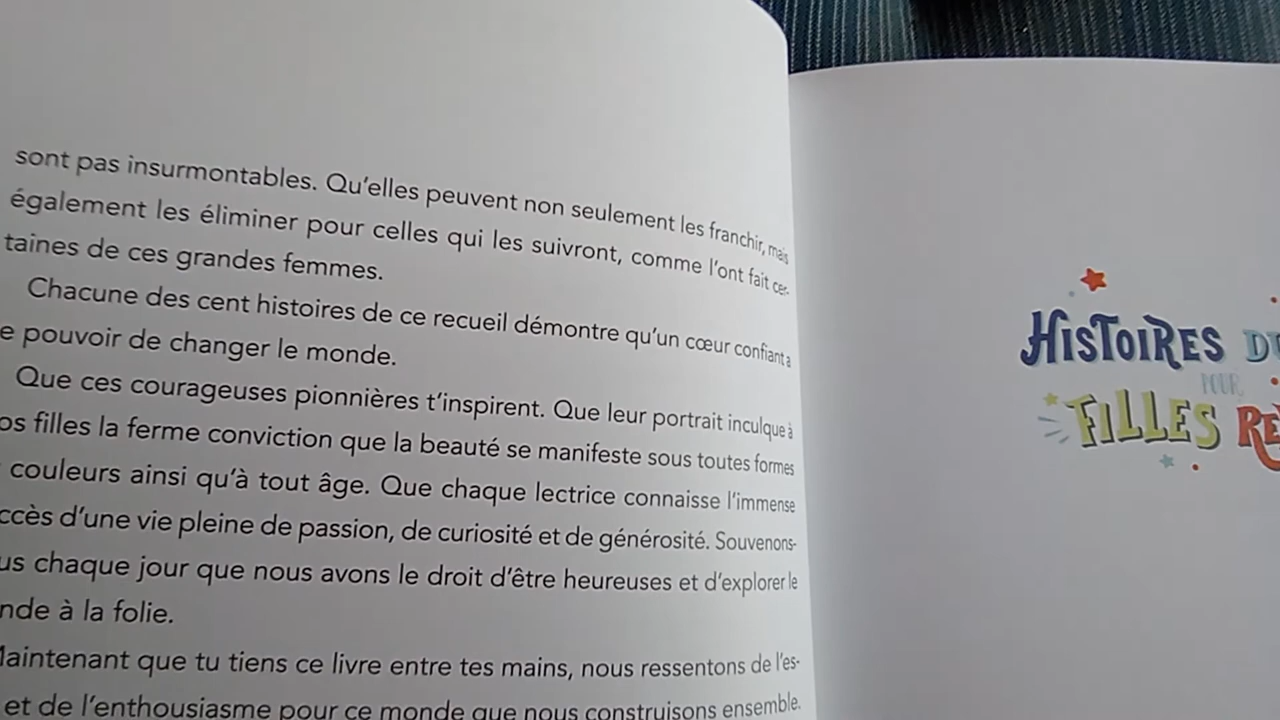 sont pas insurmontables. Qu'elles peuvent non seulement les franchir, mais
également les éliminer pour celles qui les suivront, comme l'ont fait cer-
taines de ces grandes femmes.
Chacune des cent histoires de ce recueil démontre qu'un cœur confiant a
e pouvoir de changer le monde.
Que ces courageuses pionnières t'inspirent. Que leur portrait inculque à
os filles la ferme conviction que la beauté se manifeste sous toutes formes
couleurs ainsi qu'à tout âge. Que chaque lectrice connaisse l'immense
ccès d'une vie pleine de passion, de curiosité et de générosité. Souvenons-
us chaque jour que nous avons le droit d'être heureuses et d'explorer le
nde à la folie.
Maintenant que tu tiens ce livre entre tes mains, nous ressentons de l'es-
et de l'enthousiasme pour ce monde que nous construisons ensemble.
HISTOIRES DU
POUR
FILLES RE